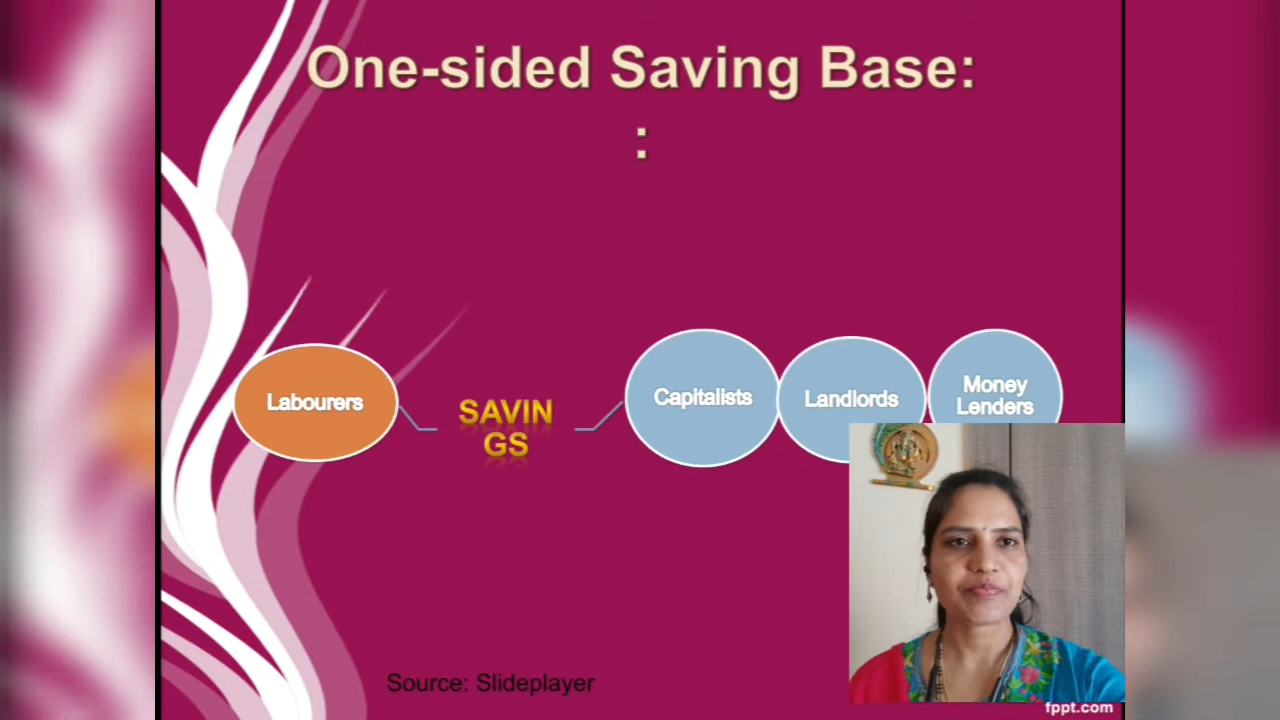 One-sided Saving Base:
:
Labourers
SAVIN
GS
Capitalists
Landlords
Money
Lenders
Source: Slideplayer
fppt.com